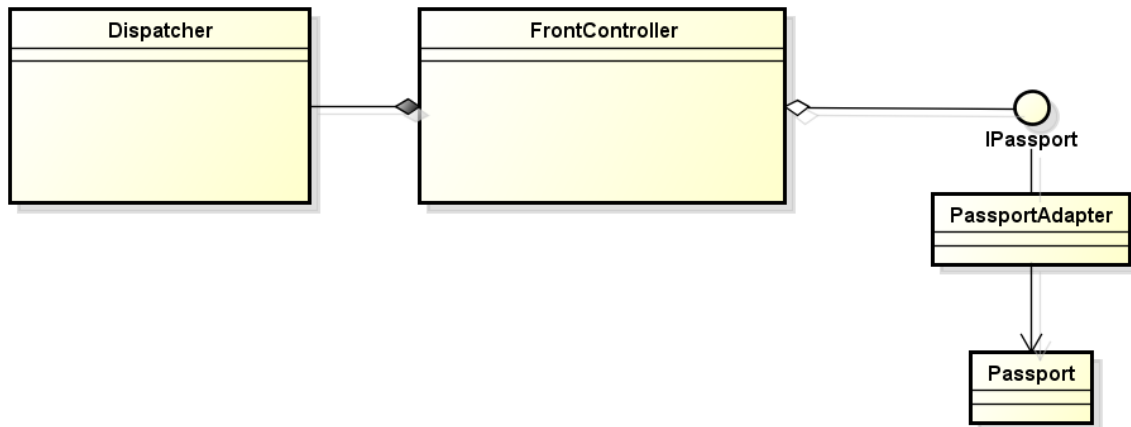 Dispatcher
FrontController
IPassport
PassportAdapter
Passport